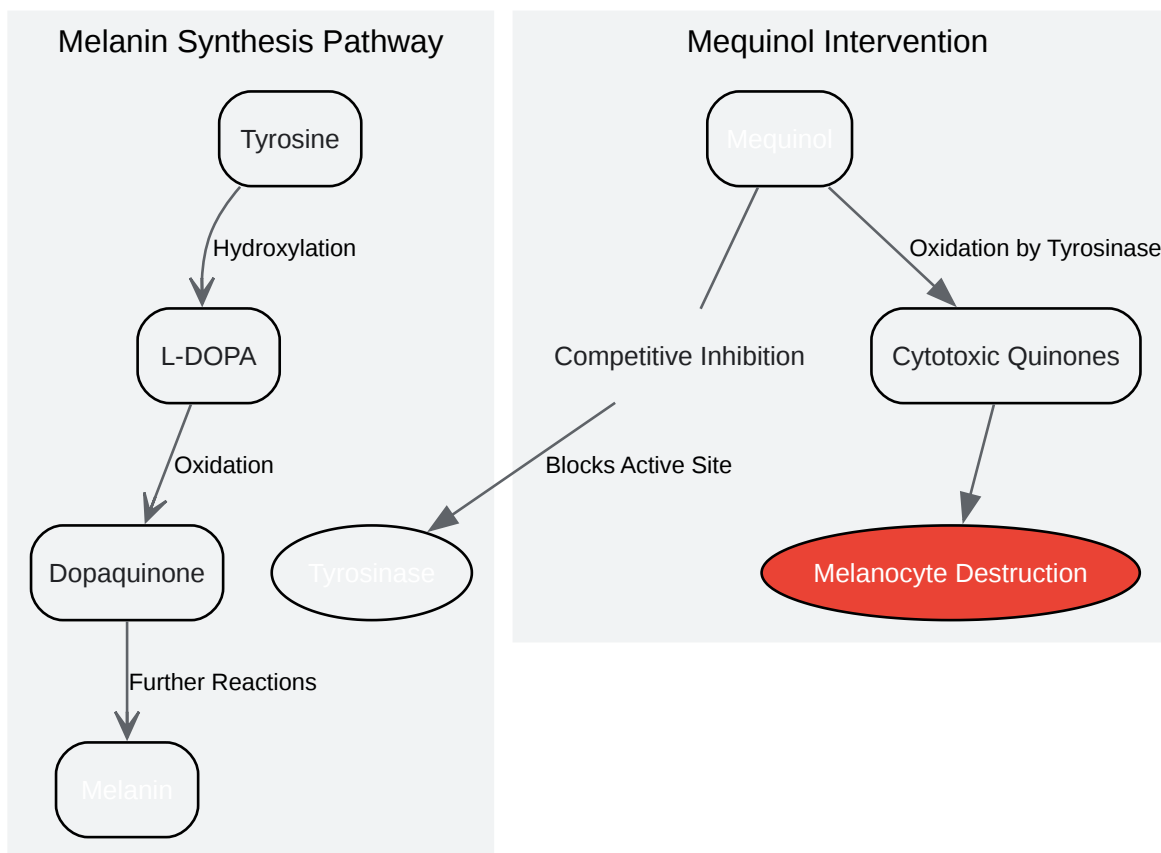 Melanin Synthesis Pathway
Tyrosine
Hydroxylation
L-DOPA
Oxidation
Dopaquinone
Tyrosinase
Further Reactions
Melanin
Mequinol Intervention
Mequinol
Oxidation by Tyrosinase
Competitive Inhibition
Cytotoxic Quinones
Blocks Active Site
Melanocyte Destruction